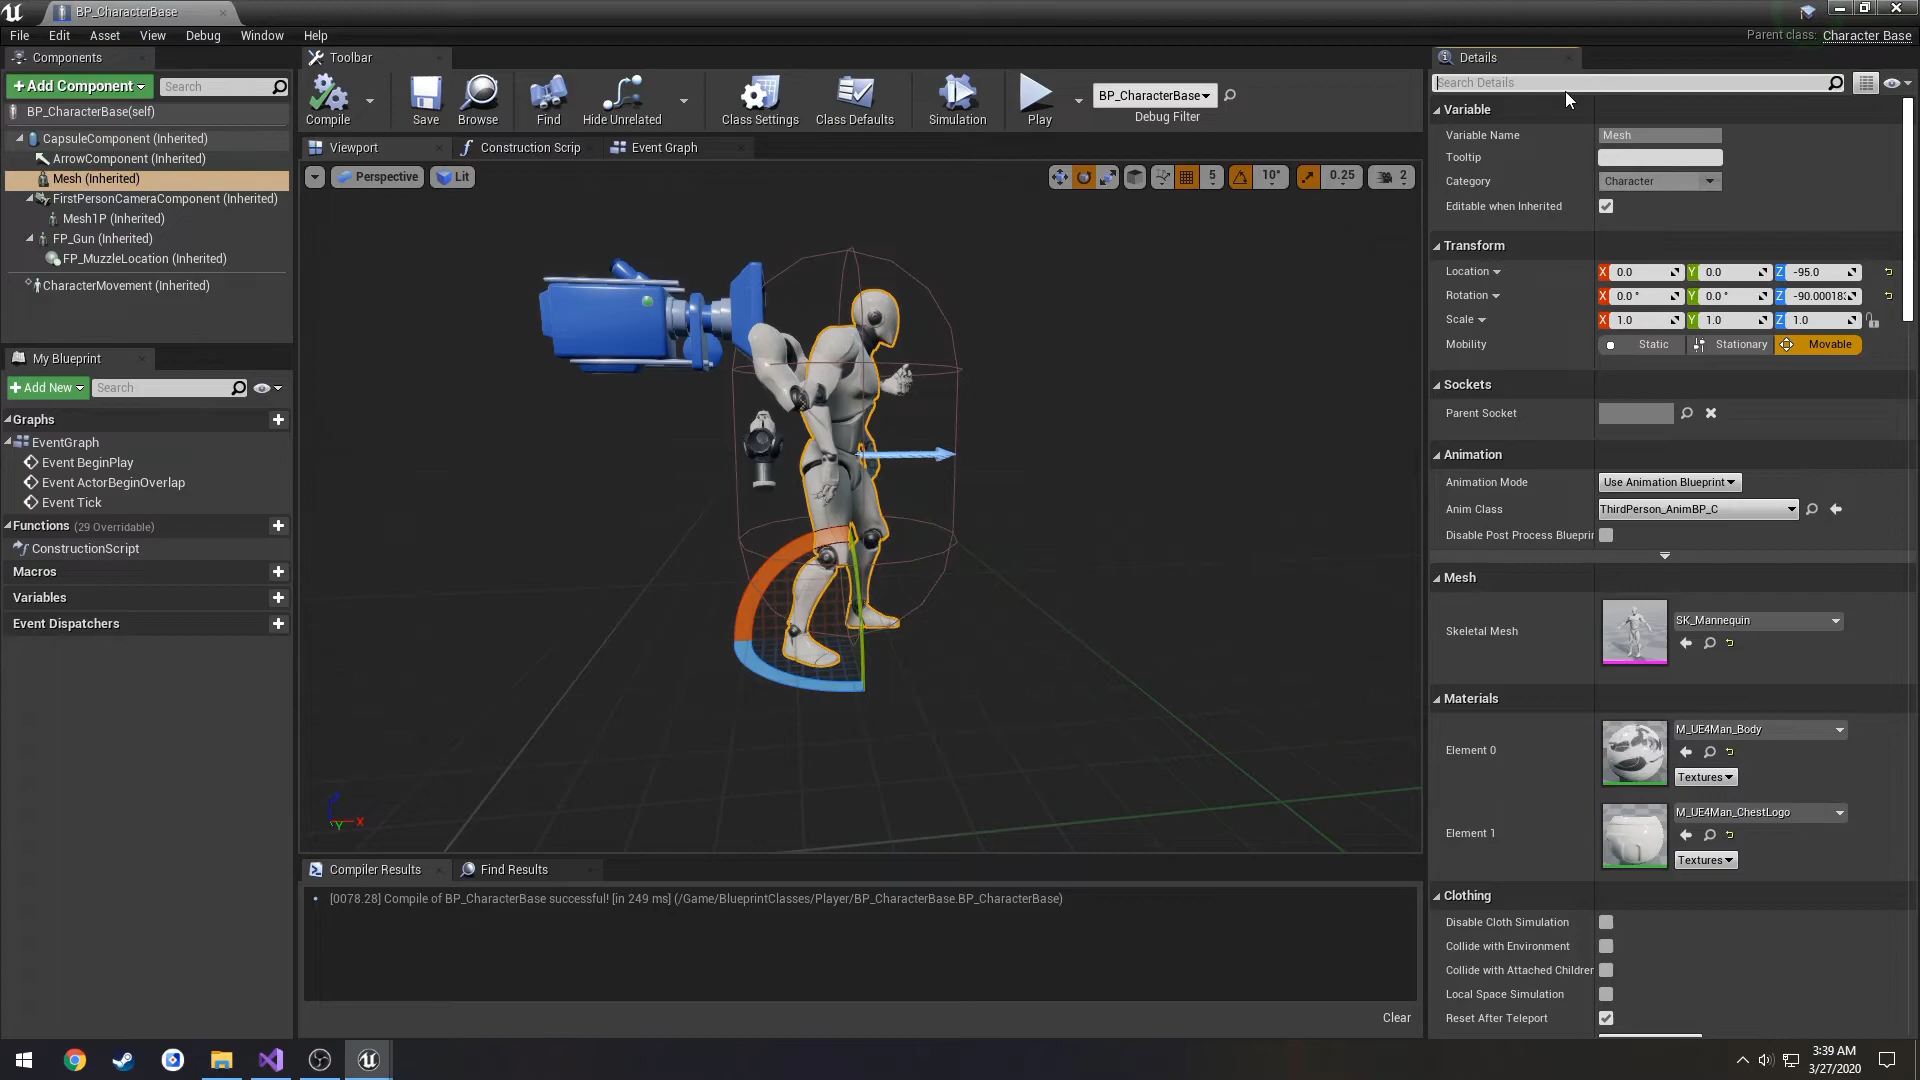 BP_CharacterBase
File Edit Asset View Debug Window Help
Parent class: Character Base
Components
+Add Component
Search
BP_CharacterBase(self)
CapsuleComponent (Inherited)
ArrowComponent (Inherited)
Mesh (Inherited)
FirstPersonCameraComponent (Inherited)
Mesh1P (Inherited)
FP_Gun (Inherited)
FP_MuzzleLocation (Inherited)
CharacterMovement (Inherited)
My Blueprint
+Add New
Search
Graphs
EventGraph
Event BeginPlay
Event ActorBeginOverlap
Event Tick
Functions (29 Overridable)
ConstructionScript
Macros
Variables
Event Dispatchers
Toolbar
Compile
Save
Browse
Find
Hide Unrelated
Class Settings
Class Defaults
Simulation
Play
BP_CharacterBase
Debug Filter
Viewport
Construction Scrip
Event Graph
Perspective
Lit
5
10°
0.25
2
Z
X
Y
Compiler Results
Find Results
[0078.28] Compile of BP_CharacterBase successful! [in 249 ms] (/Game/BlueprintClasses/Player/BP_CharacterBase.BP_CharacterBase)
Clear
Details
Search Details
Variable
Variable Name Mesh
Tooltip
Category Character
Editable when Inherited
Transform
Location X 0.0 Y 0.0 Z -95.0
Rotation X 0.0 ° Y 0.0 ° Z -90.00018
Scale X 1.0 Y 1.0 Z 1.0
Mobility Static Stationary Movable
Sockets
Parent Socket
Animation
Animation Mode Use Animation Blueprint
Anim Class ThirdPerson_AnimBP_C
Disable Post Process Blueprin
Mesh
Skeletal Mesh SK_Mannequin
Materials
Element 0 M_UE4Man_Body
Textures
Element 1 M_UE4Man_ChestLogo
Textures
Clothing
Disable Cloth Simulation
Collide with Environment
Collide with Attached Children
Local Space Simulation
Reset After Teleport
3:39 AM
3/27/2020